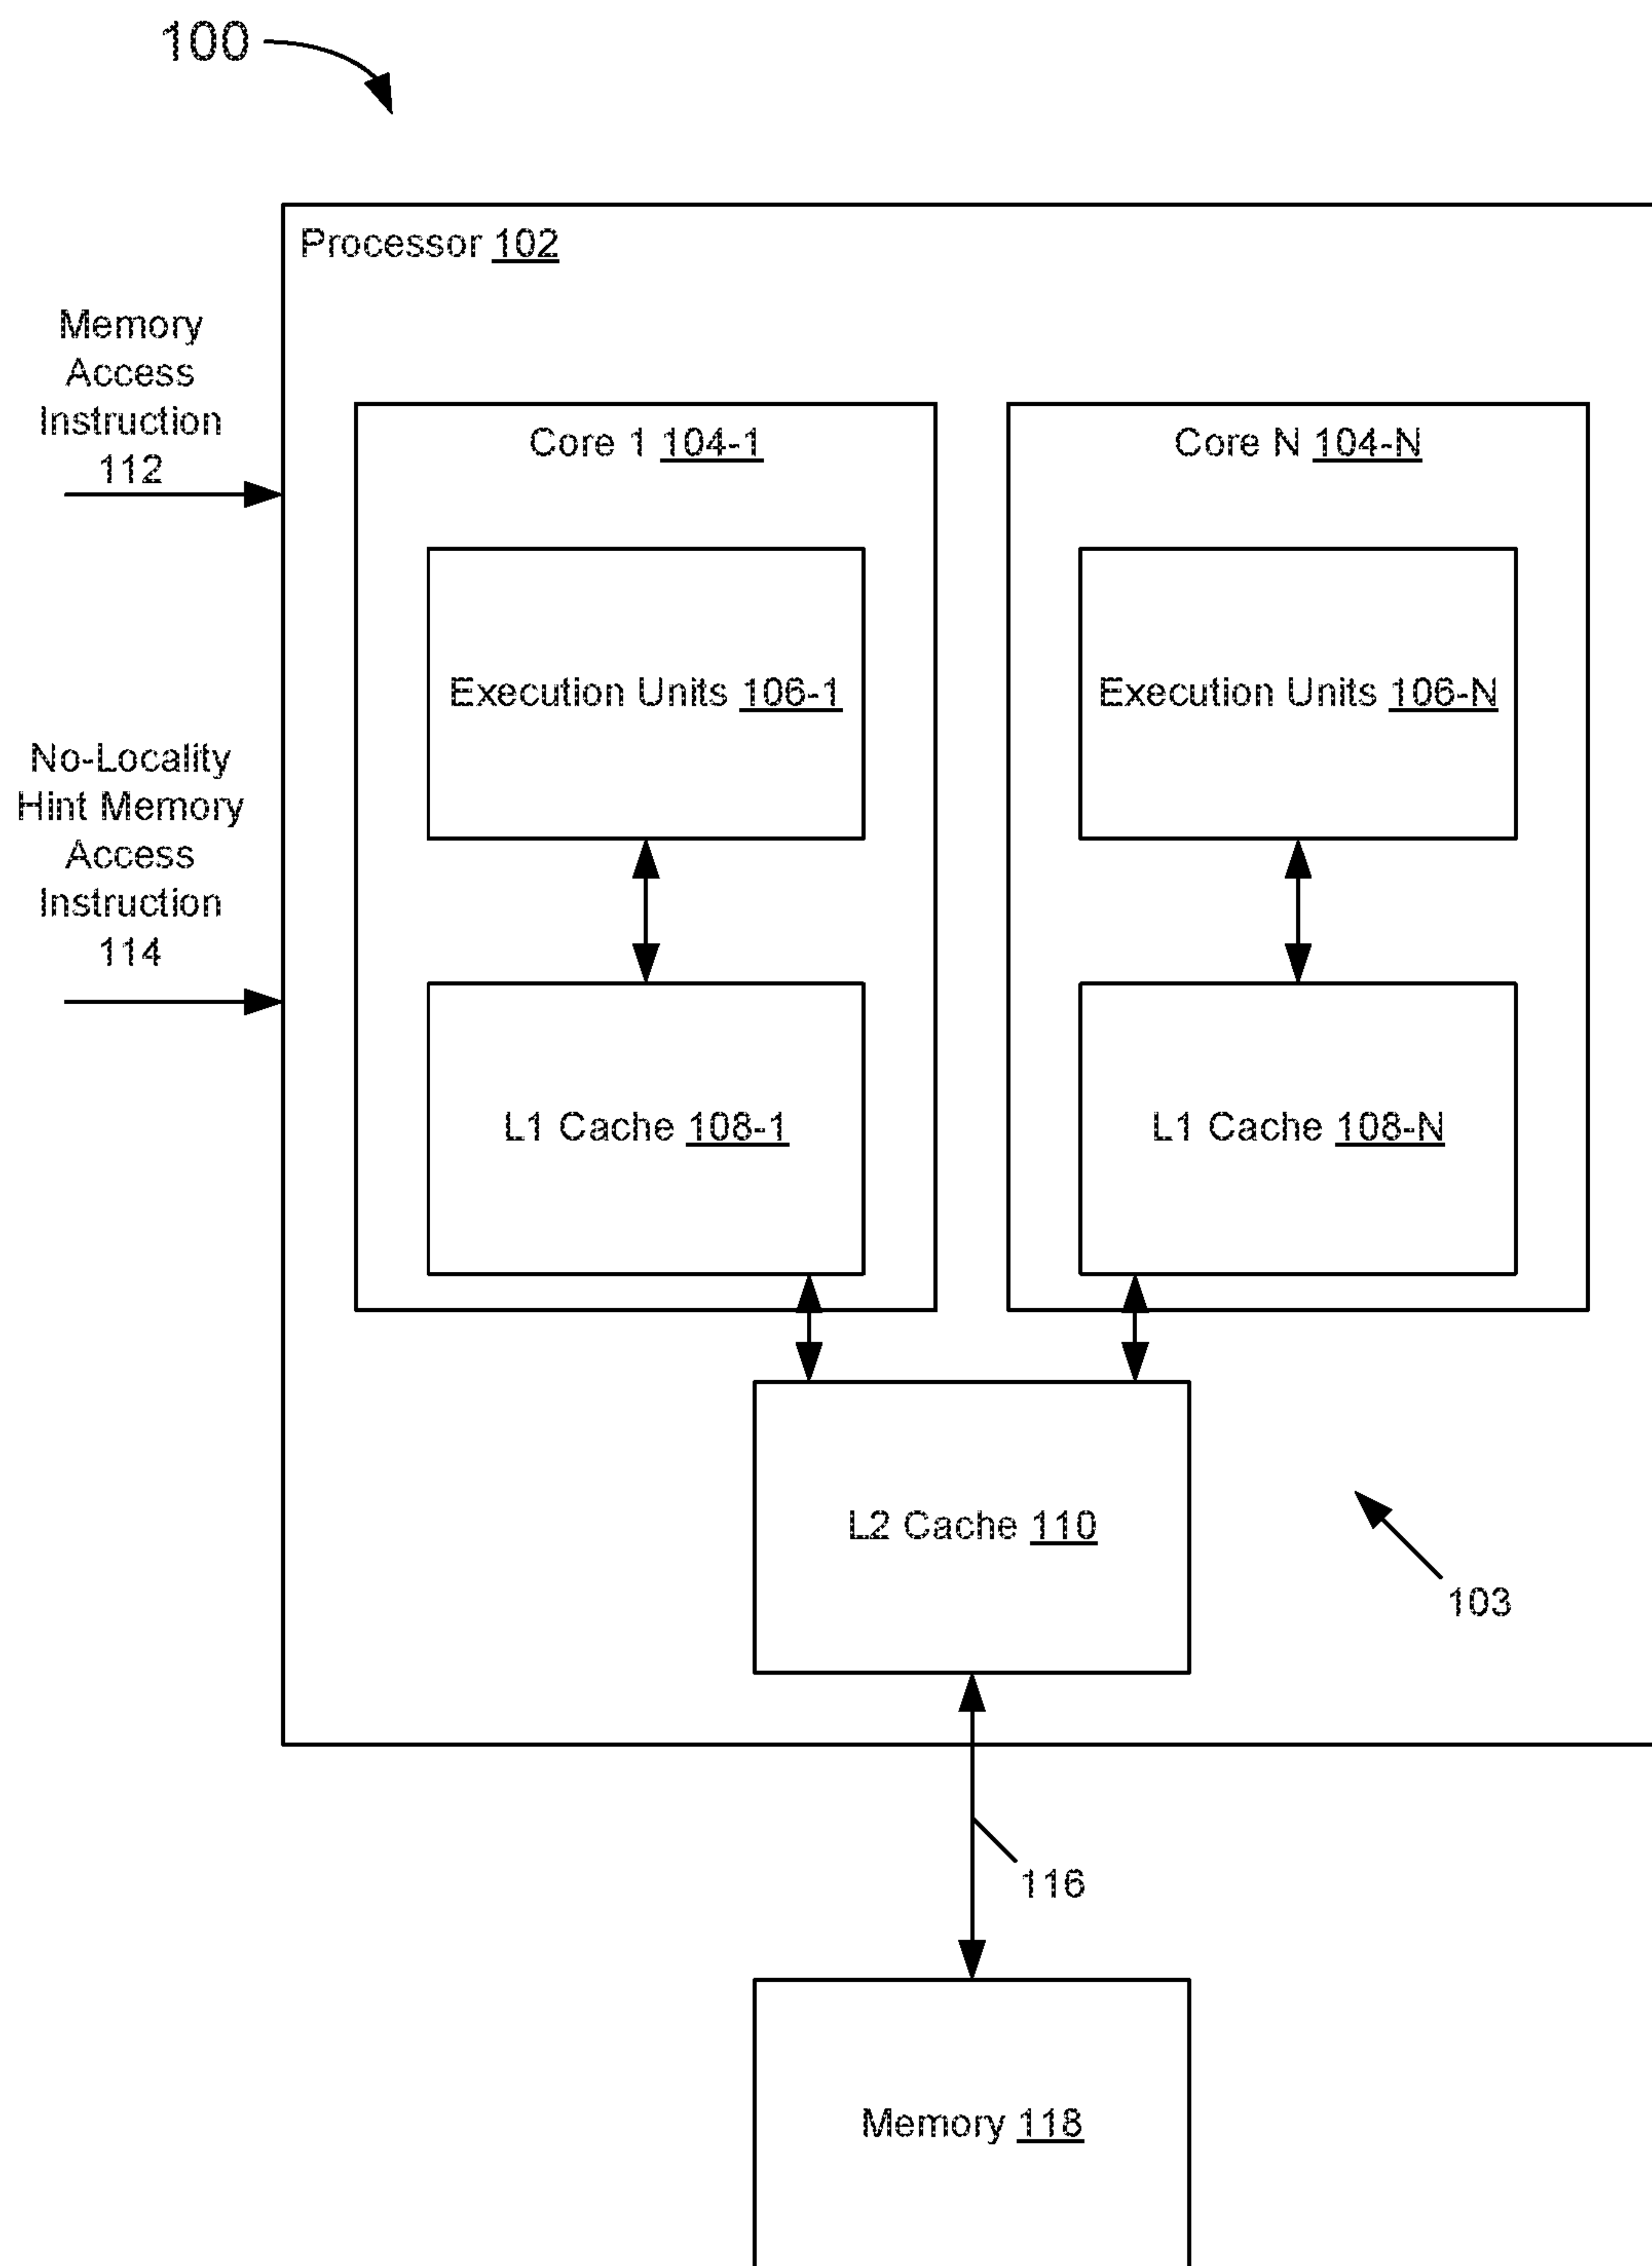 100
Processor 102
Memory
Access
Instruction
112
Core 1 104-1
Core N 104-N
Execution Units 106-1
Execution Units 106-N
No-Locality
Hint Memory
Access
Instruction
114
L1 Cache 108-1
L1 Cache 108-N
L2 Cache 110
103
116
Memory 118